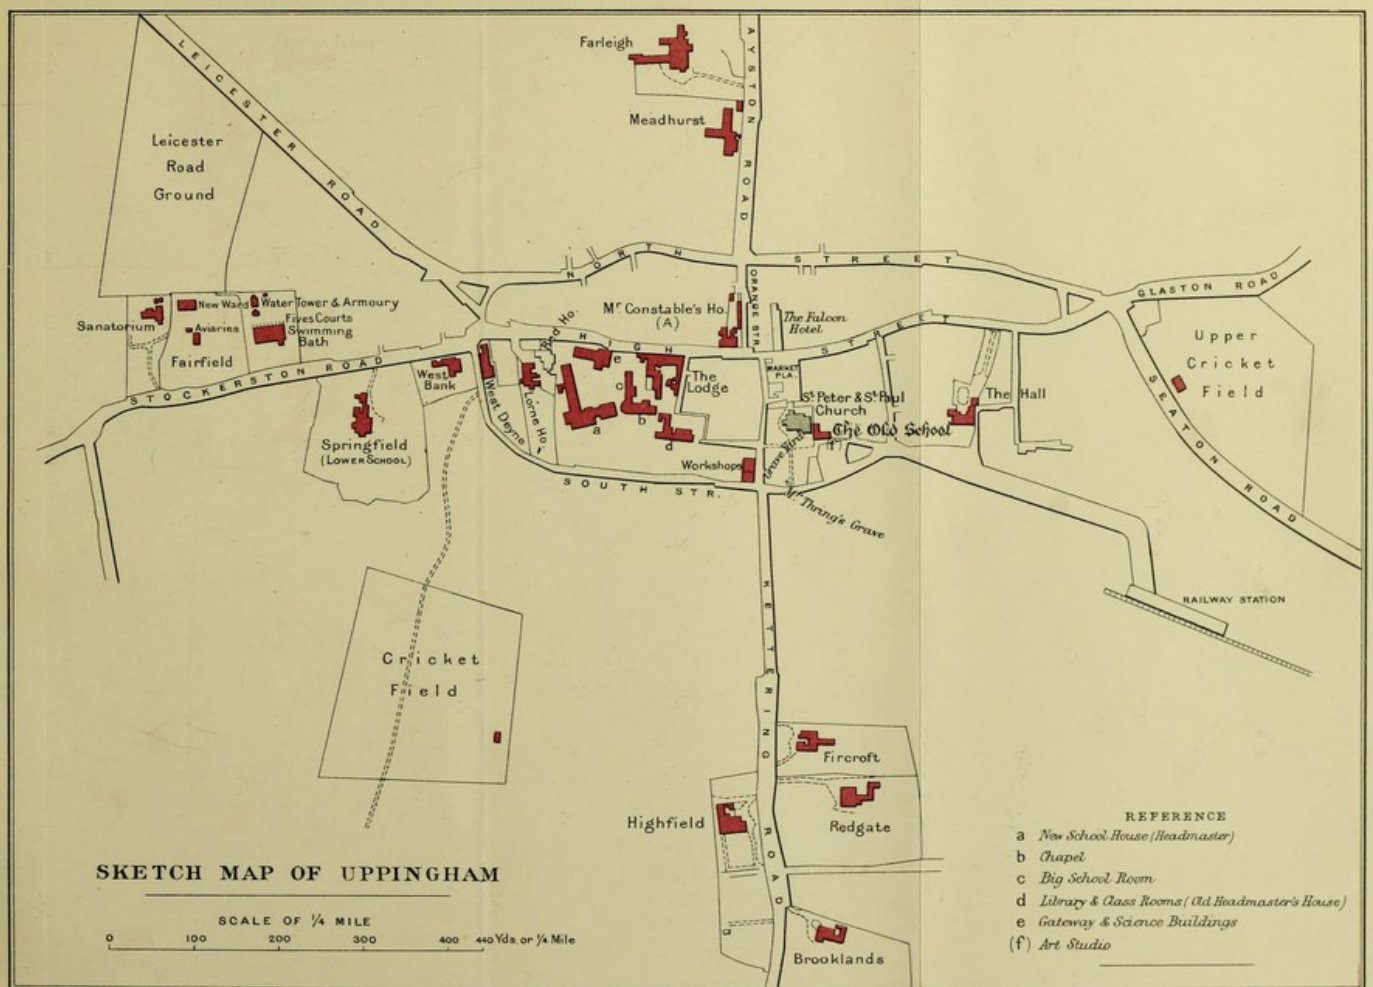 Farleigh
AYSTON ROAD
Meadhurst
LEICESTER ROAD
Leicester
Road
Ground
NORTH STREET
GLASTON ROAD
Sanatorium
New Ward
Water Tower & Armoury
Aviaries
Fives Courts
Swimming
Bath
Fairfield
STOCKERSTON ROAD
Mr Constable's Ho.
(A)
ORANGE STR.
The Falcon
Hotel
HIGH STREET
Red Ho.
West
Bank
West Deyne
Lorne Ho.
e
c
The
Lodge
b
a
d
MARKET
PLA.
St Peter & St Paul
Church
The Old School
(f)
The Hall
Upper
Cricket
Field
SEATON ROAD
Springfield
(LOWER SCHOOL)
Workshops
Grave Yard
SOUTH STR.
Mr Thring's Grave
RAILWAY STATION
Cricket
Field
KETTERING ROAD
Fircroft
Highfield
Redgate
Brooklands
SKETCH MAP OF UPPINGHAM
SCALE OF 1/4 MILE
0 100 200 300 400 440 Yds. or 1/4 Mile
REFERENCE
a New School House (Headmaster)
b Chapel
c Big School Room
d Library & Class Rooms (Old Headmaster's House)
e Gateway & Science Buildings
(f) Art Studio